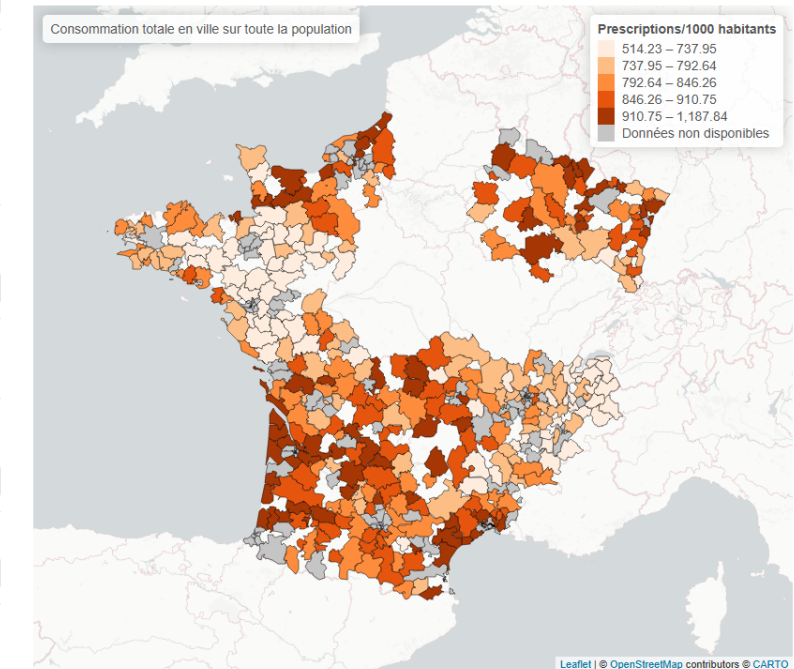 Consommation totale en ville sur toute la population
Prescriptions/1000 habitants
514.23 – 737.95
737.95 – 792.64
792.64 – 846.26
846.26 – 910.75
910.75 – 1,187.84
Données non disponibles
Leaflet | © OpenStreetMap contributors © CARTO